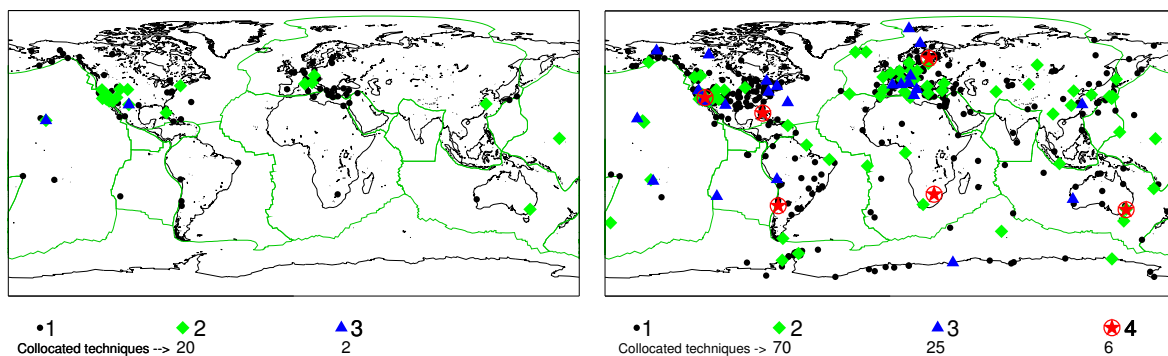 1 2 3
Collocated techniques --> 20 2
1 2 3 4
Collocated techniques -> 70 25 6